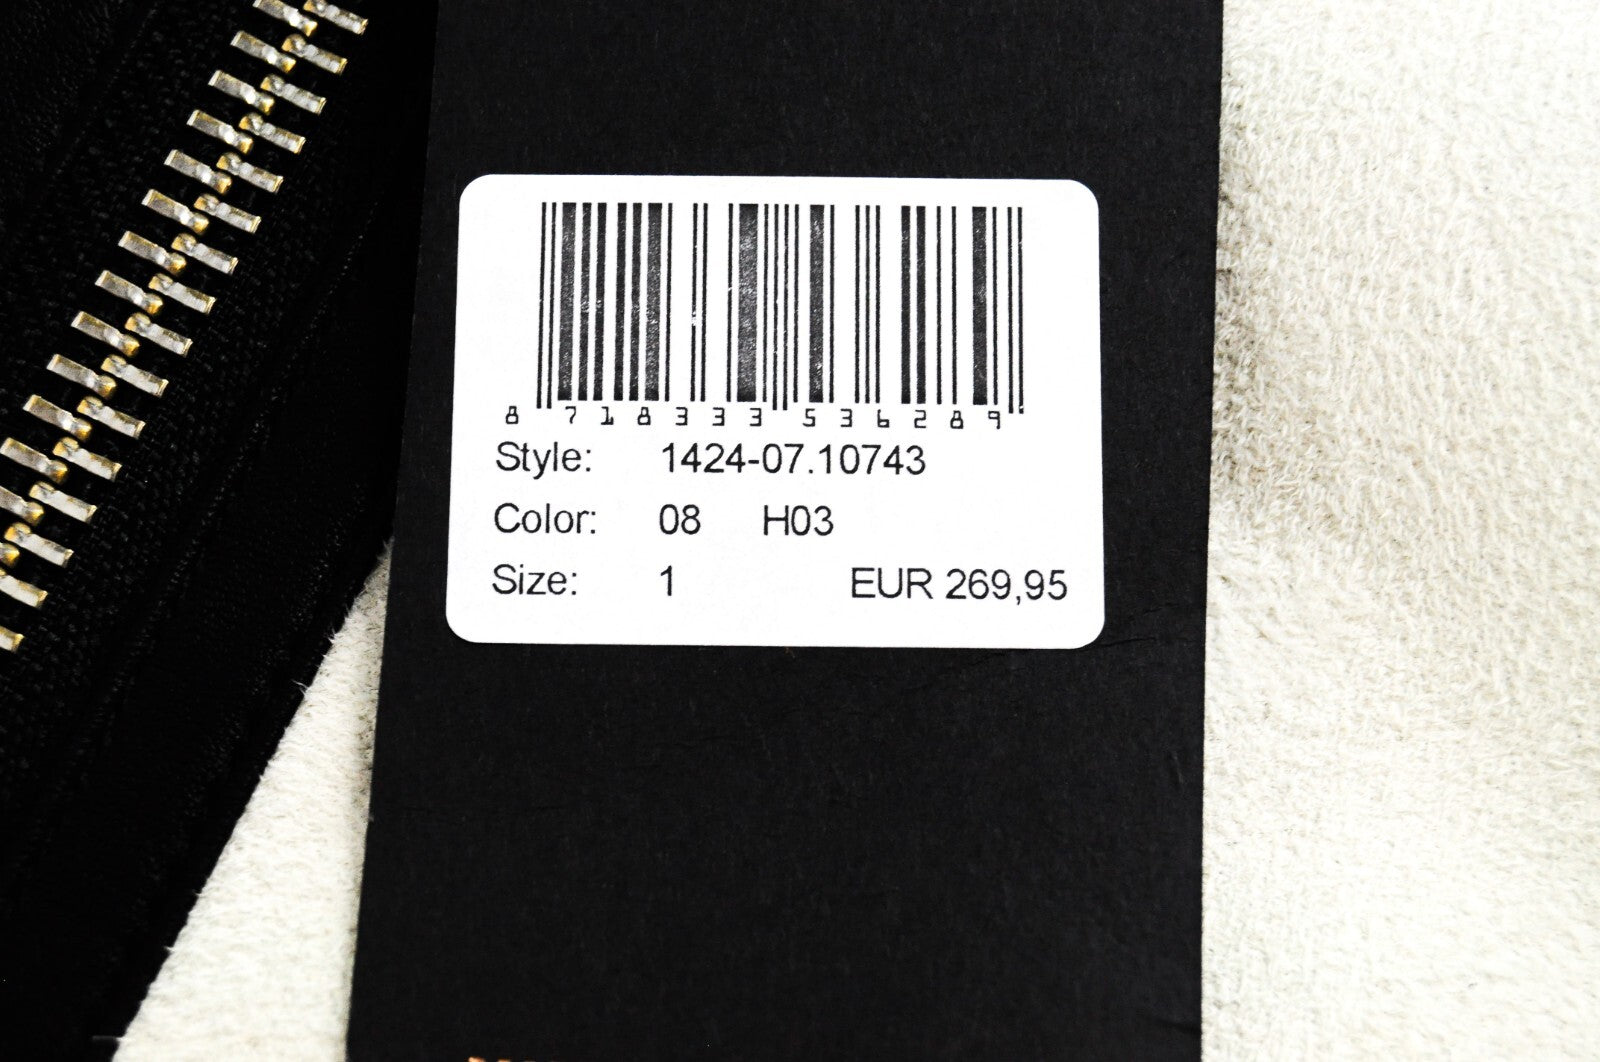 8 718333 536289
Style: 1424-07.10743
Color: 08 H03
Size: 1 EUR 269,95